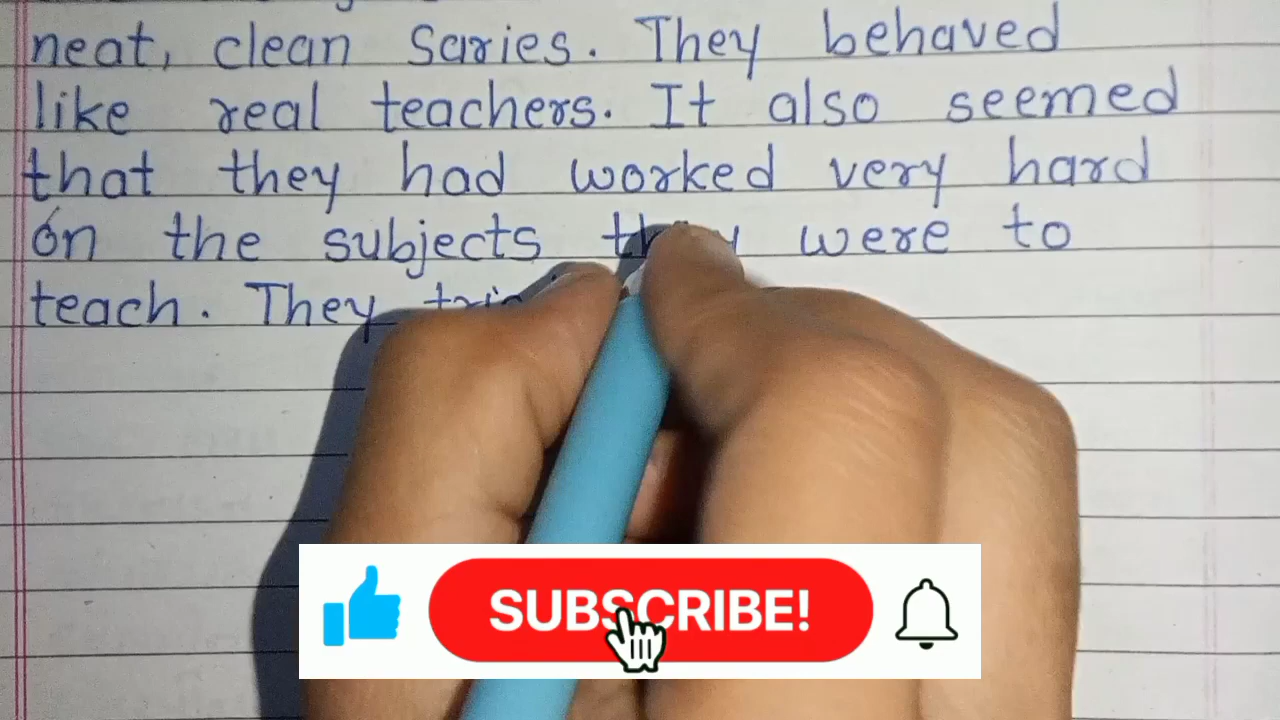 neat, clean Saries. They behaved
like real teachers. It also seemed
that they had worked very hard
on the subjects they were to
teach. They
SUBSCRIBE!